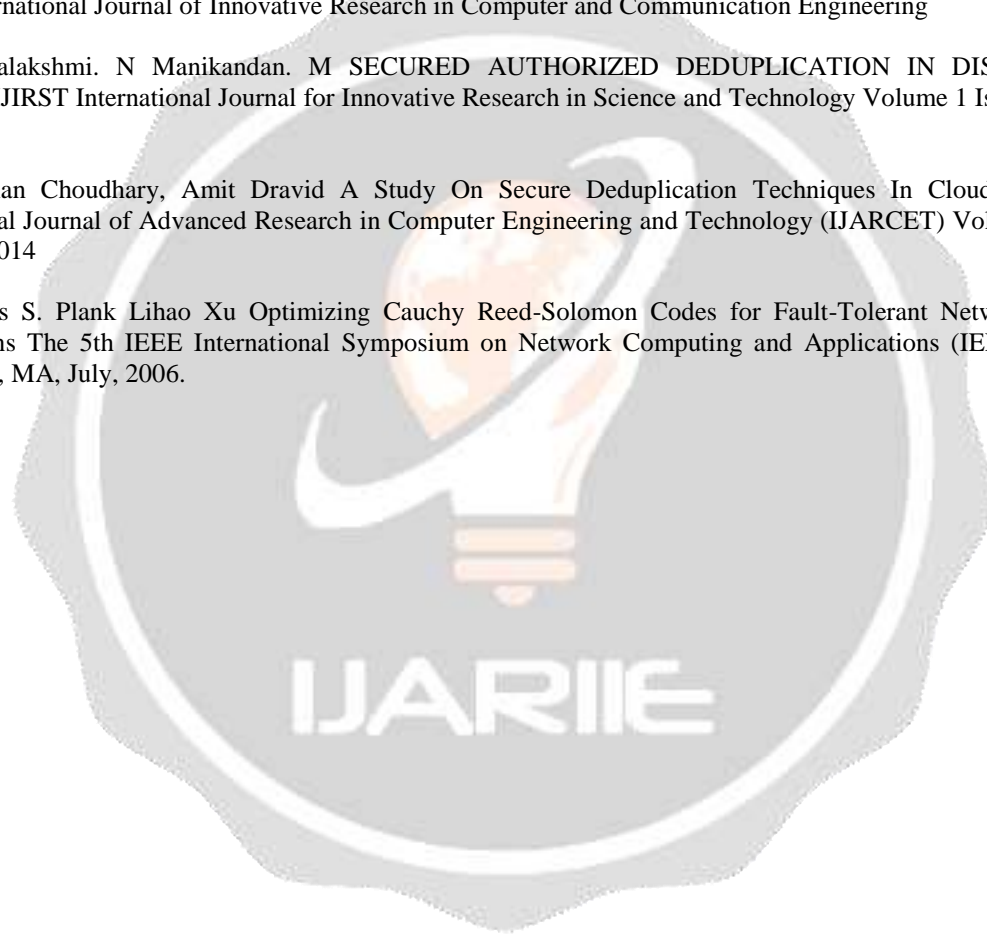 rnational Journal of Innovative Research in Computer and Communication Engineering
alakshmi. N Manikandan. M SECURED AUTHORIZED DEDUPLICATION IN DIS
JIRST International Journal for Innovative Research in Science and Technology Volume 1 Is
an Choudhary, Amit Dravid A Study On Secure Deduplication Techniques In Cloud
al Journal of Advanced Research in Computer Engineering and Technology (IJARCET) Vol
014
s S. Plank Lihao Xu Optimizing Cauchy Reed-Solomon Codes for Fault-Tolerant Netw
ns The 5th IEEE International Symposium on Network Computing and Applications (IEE
, MA, July, 2006.
IJARIIE